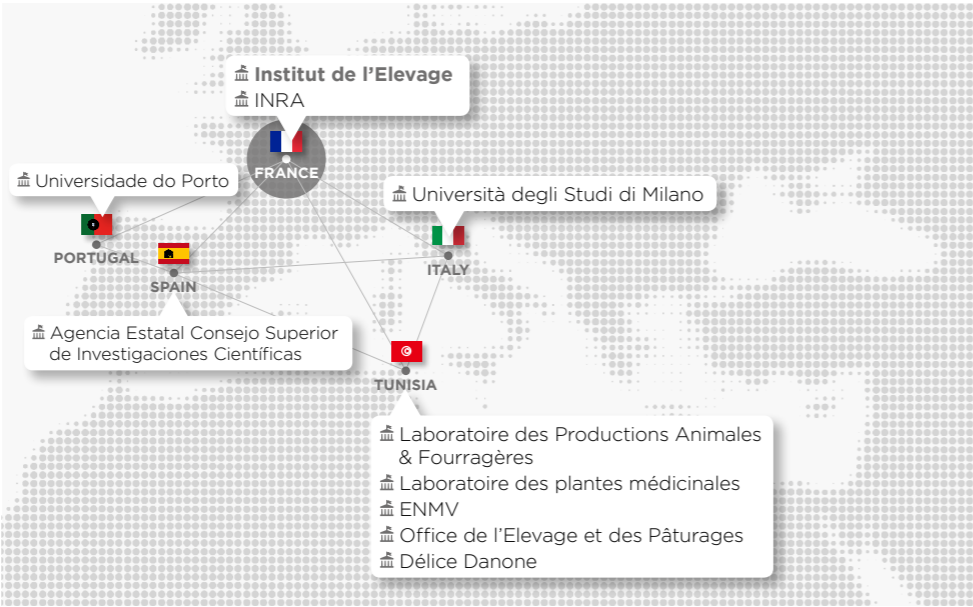 Institut de l’Elevage
INRA
FRANCE
Universidade do Porto
PORTUGAL
Università degli Studi di Milano
ITALY
SPAIN
Agencia Estatal Consejo Superior
de Investigaciones Científicas
TUNISIA
Laboratoire des Productions Animales
& Fourragères
Laboratoire des plantes médicinales
ENMV
Office de l’Elevage et des Pâturages
Délice Danone